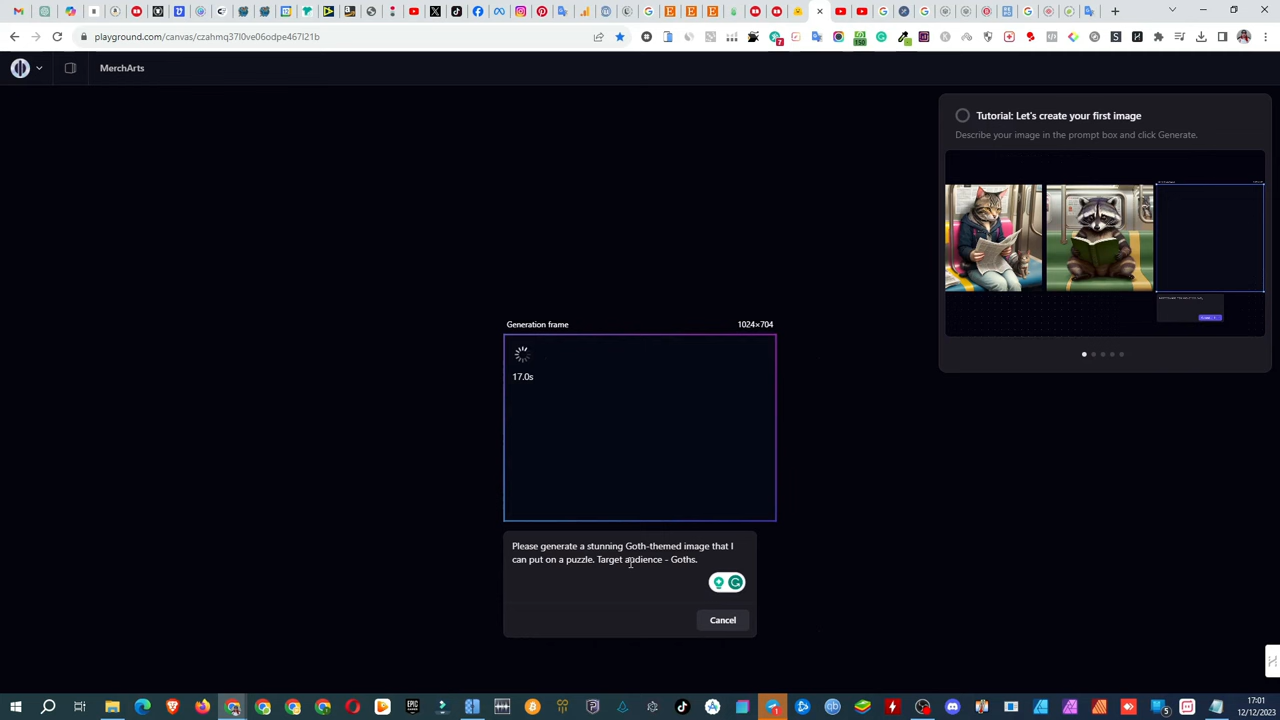 playground.com/canvas/czahmq37l0ve06odpe467l21b
MerchArts
Tutorial: Let's create your first image
Describe your image in the prompt box and click Generate.
Generation frame
1024×704
17.0s
Please generate a stunning Goth-themed image that I
can put on a puzzle. Target audience - Goths.
Cancel
17:01
12/12/2023